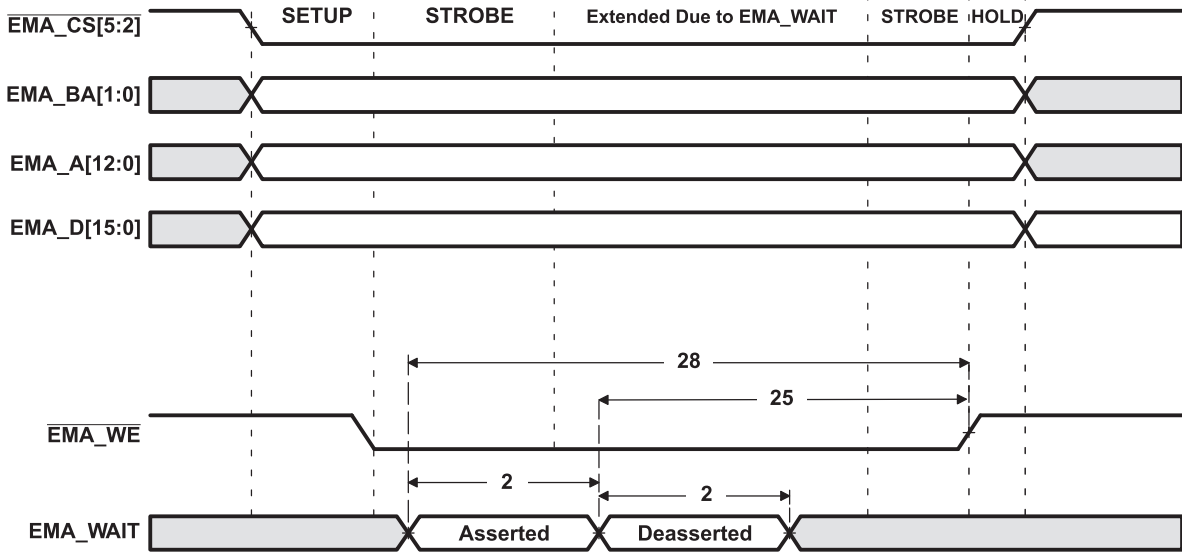 SETUP STROBE Extended Due to EMA_WAIT STROBE HOLD
EMA_CS[5:2]
EMA_BA[1:0]
EMA_A[12:0]
EMA_D[15:0]
28
25
EMA_WE
2
2
EMA_WAIT Asserted Deasserted